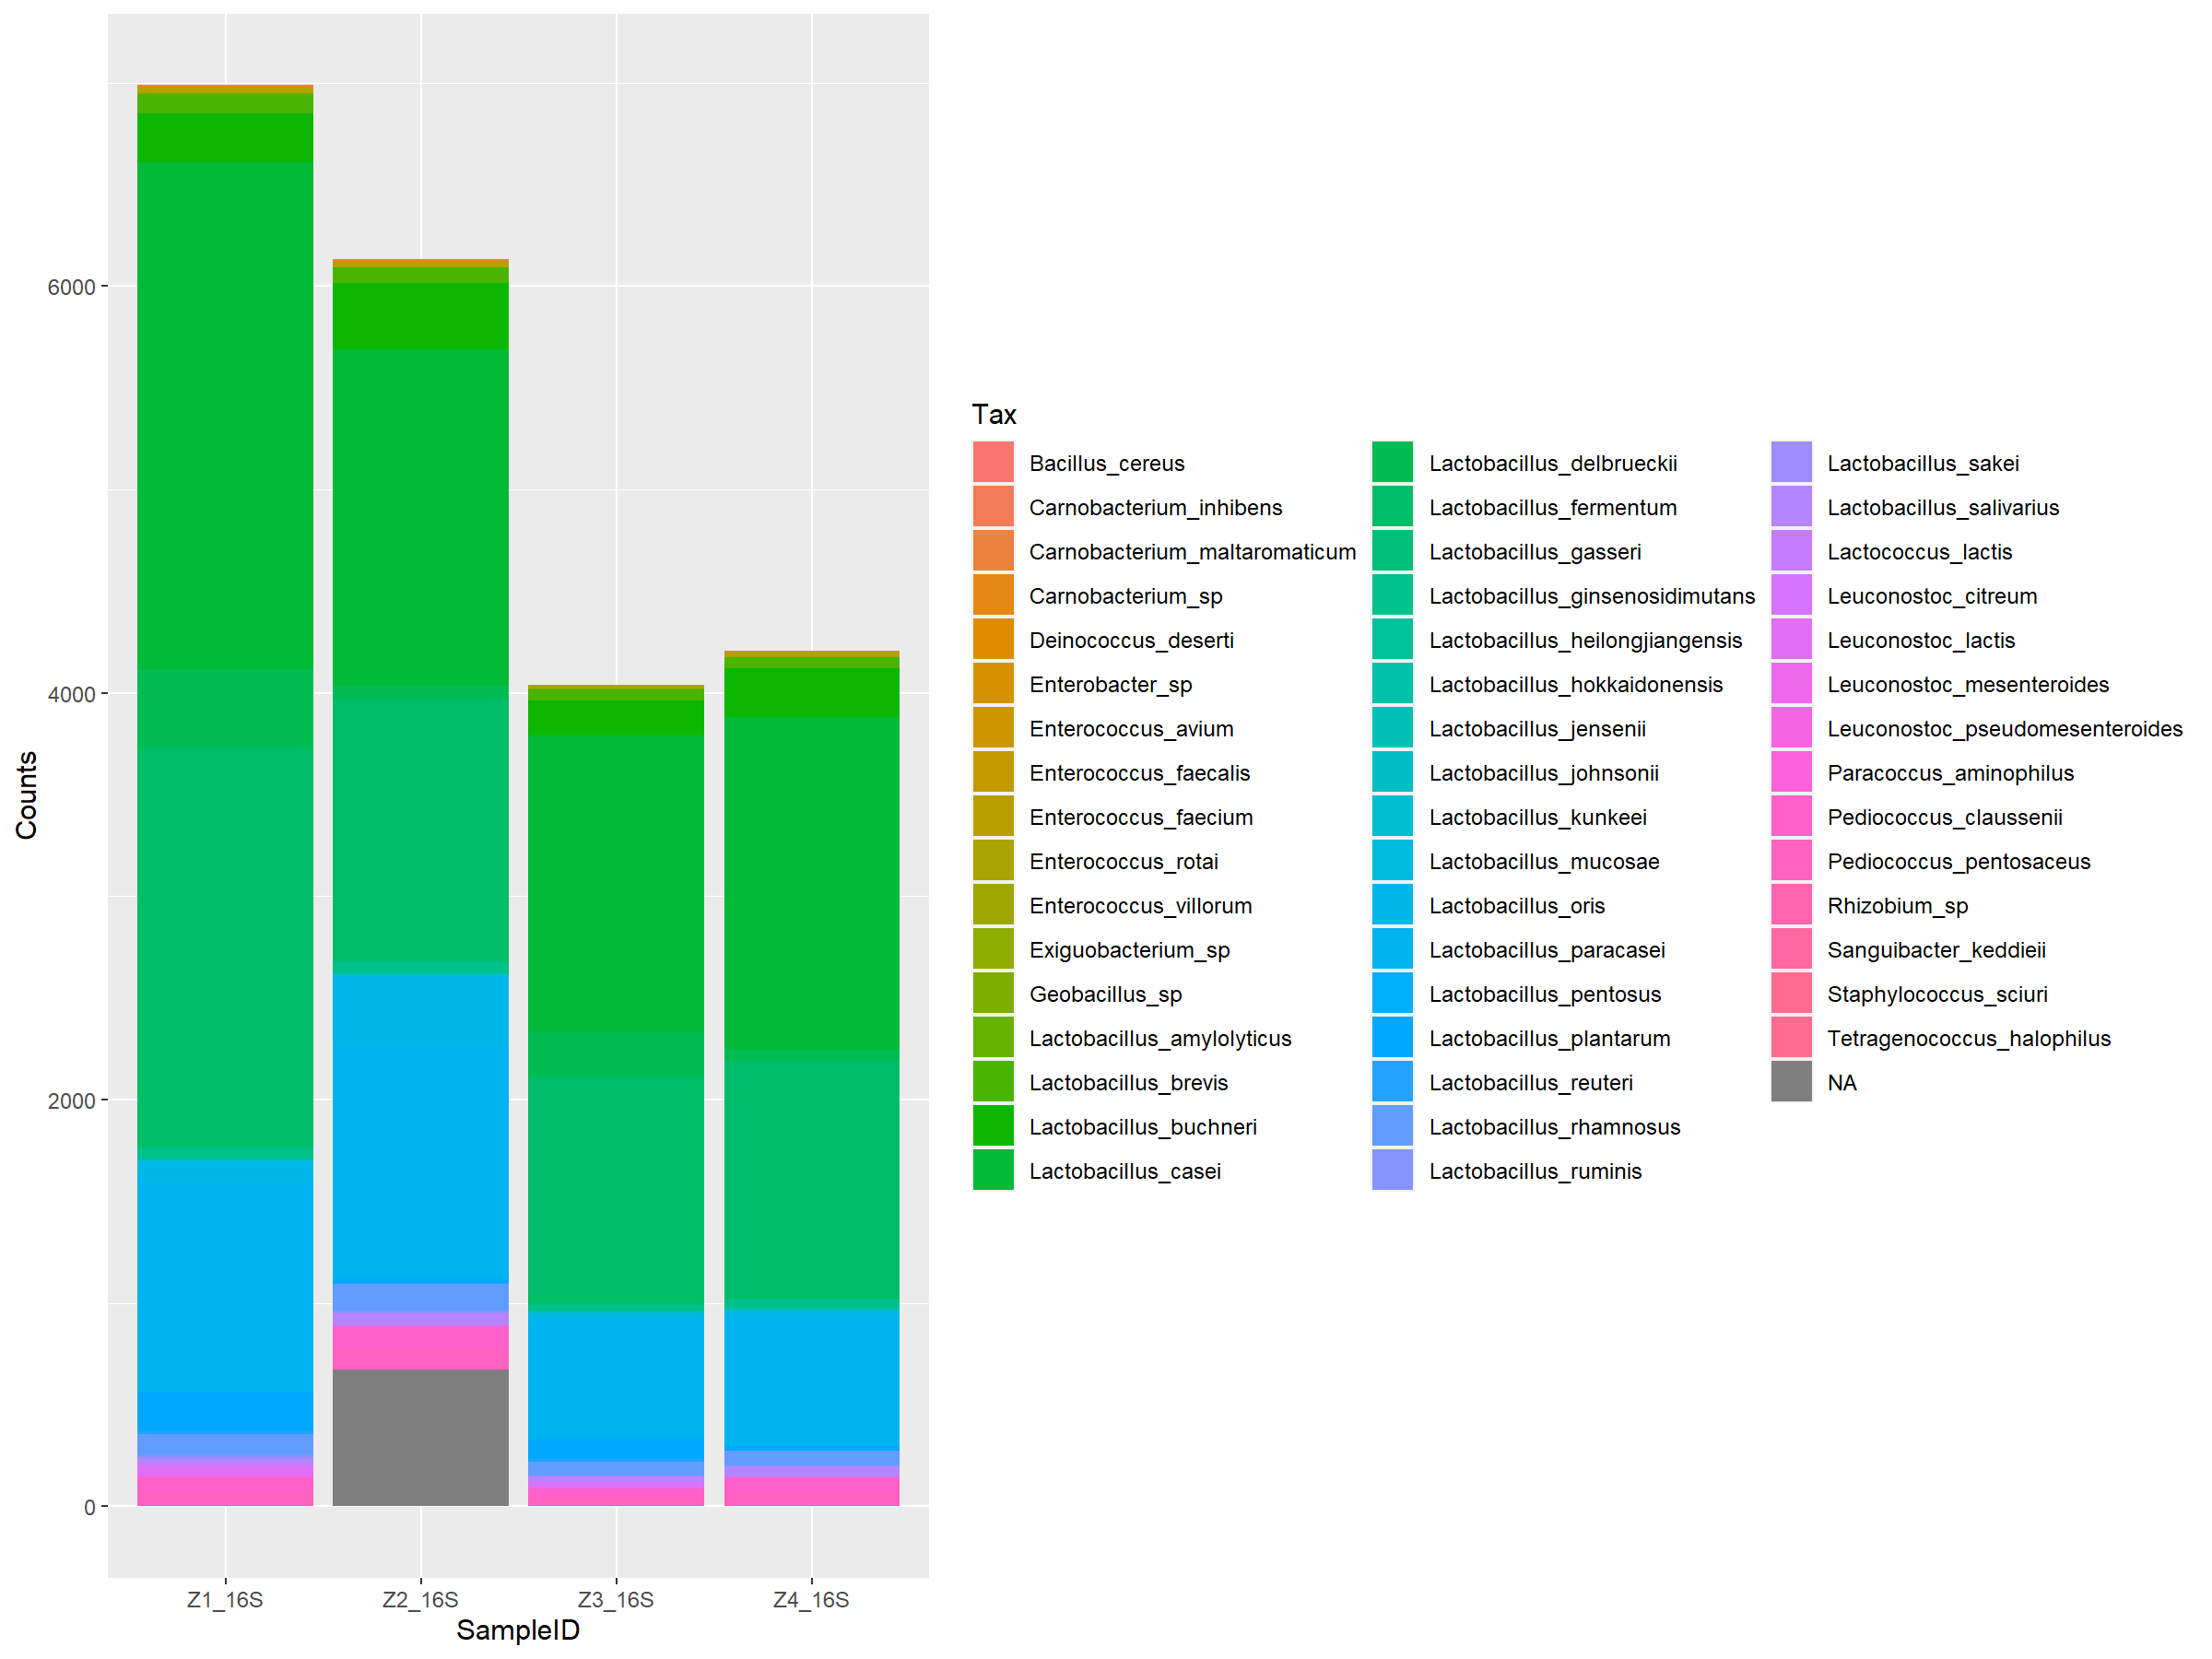 Counts
6000
4000
2000
0
Z1_16S
Z2_16S
Z3_16S
Z4_16S
SampleID
Tax
Bacillus_cereus
Carnobacterium_inhibens
Carnobacterium_maltaromaticum
Carnobacterium_sp
Deinococcus_deserti
Enterobacter_sp
Enterococcus_avium
Enterococcus_faecalis
Enterococcus_faecium
Enterococcus_rotai
Enterococcus_villorum
Exiguobacterium_sp
Geobacillus_sp
Lactobacillus_amylolyticus
Lactobacillus_brevis
Lactobacillus_buchneri
Lactobacillus_casei
Lactobacillus_delbrueckii
Lactobacillus_fermentum
Lactobacillus_gasseri
Lactobacillus_ginsenosidimutans
Lactobacillus_heilongjiangensis
Lactobacillus_hokkaidonensis
Lactobacillus_jensenii
Lactobacillus_johnsonii
Lactobacillus_kunkeei
Lactobacillus_mucosae
Lactobacillus_oris
Lactobacillus_paracasei
Lactobacillus_pentosus
Lactobacillus_plantarum
Lactobacillus_reuteri
Lactobacillus_rhamnosus
Lactobacillus_ruminis
Lactobacillus_sakei
Lactobacillus_salivarius
Lactococcus_lactis
Leuconostoc_citreum
Leuconostoc_lactis
Leuconostoc_mesenteroides
Leuconostoc_pseudomesenteroides
Paracoccus_aminophilus
Pediococcus_claussenii
Pediococcus_pentosaceus
Rhizobium_sp
Sanguibacter_keddieii
Staphylococcus_sciuri
Tetragenococcus_halophilus
NA